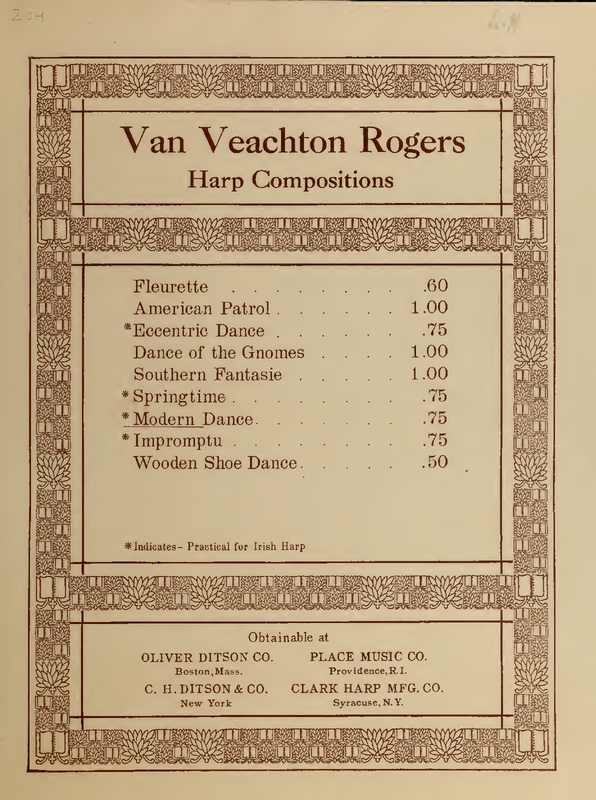 204
Van Veachton Rogers
Harp Compositions
Fleurette . . . . . . . . .60
American Patrol . . . . . . 1.00
*Eccentric Dance . . . . . . .75
Dance of the Gnomes . . . . 1.00
Southern Fantasie . . . . . 1.00
*Springtime . . . . . . . . .75
*Modern Dance . . . . . . . .75
*Impromptu . . . . . . . . .75
Wooden Shoe Dance . . . . . .50
*Indicates - Practical for Irish Harp
Obtainable at
OLIVER DITSON CO. PLACE MUSIC CO.
Boston, Mass. Providence, R.I.
C. H. DITSON & CO. CLARK HARP MFG. CO.
New York Syracuse, N.Y.